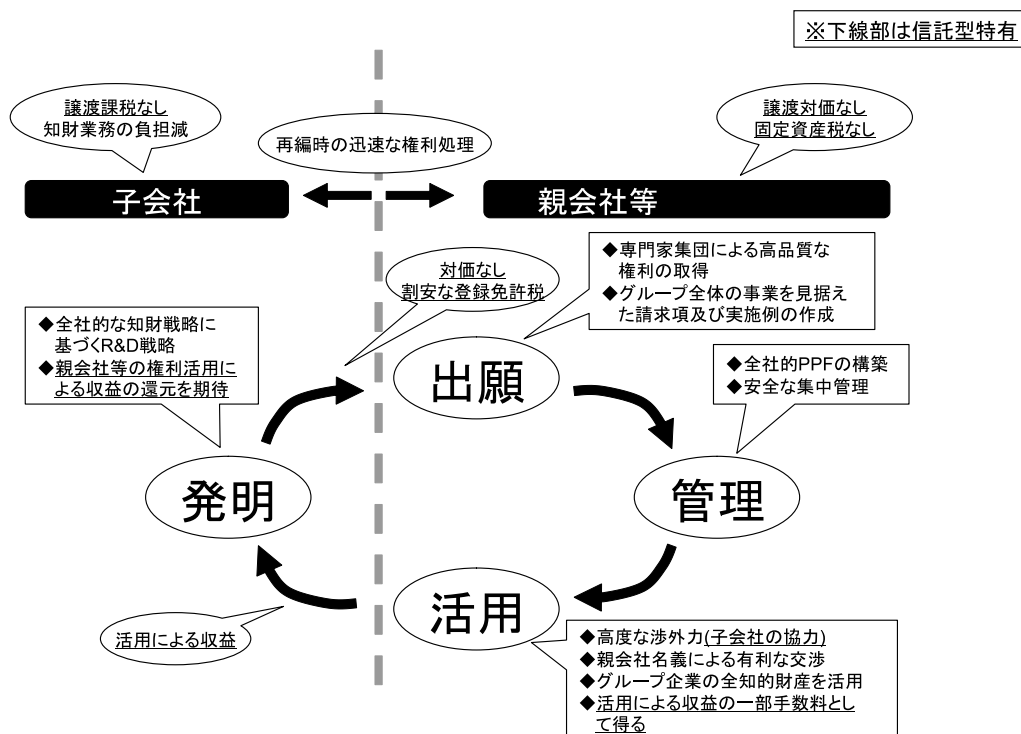 ※下線部は信託型特有
譲渡課税なし
知財業務の負担減
再編時の迅速な権利処理
譲渡対価なし
固定資産税なし
子会社
親会社等
対価なし
割安な登録免許税
◆専門家集団による高品質な
権利の取得
◆グループ全体の事業を見据え
た請求項及び実施例の作成
◆全社的な知財戦略に
基づくR&D戦略
◆親会社等の権利活用に
よる収益の還元を期待
出願
◆全社的PPFの構築
◆安全な集中管理
発明
管理
活用
活用による収益
◆高度な渉外力(子会社の協力)
◆親会社名義による有利な交渉
◆グループ企業の全知的財産を活用
◆活用による収益の一部手数料とし
て得る